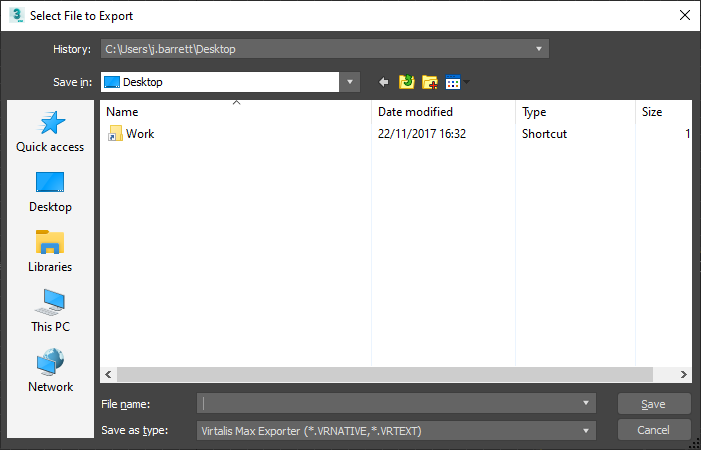 Select File to Export
History: C:\Users\j.barrett\Desktop
Save in: Desktop
Name Date modified Type Size
Work 22/11/2017 16:32 Shortcut 1
Quick access
Desktop
Libraries
This PC
Network
File name:
Save
Save as type: Virtalis Max Exporter (*.VRNATIVE,*.VRTEXT)
Cancel